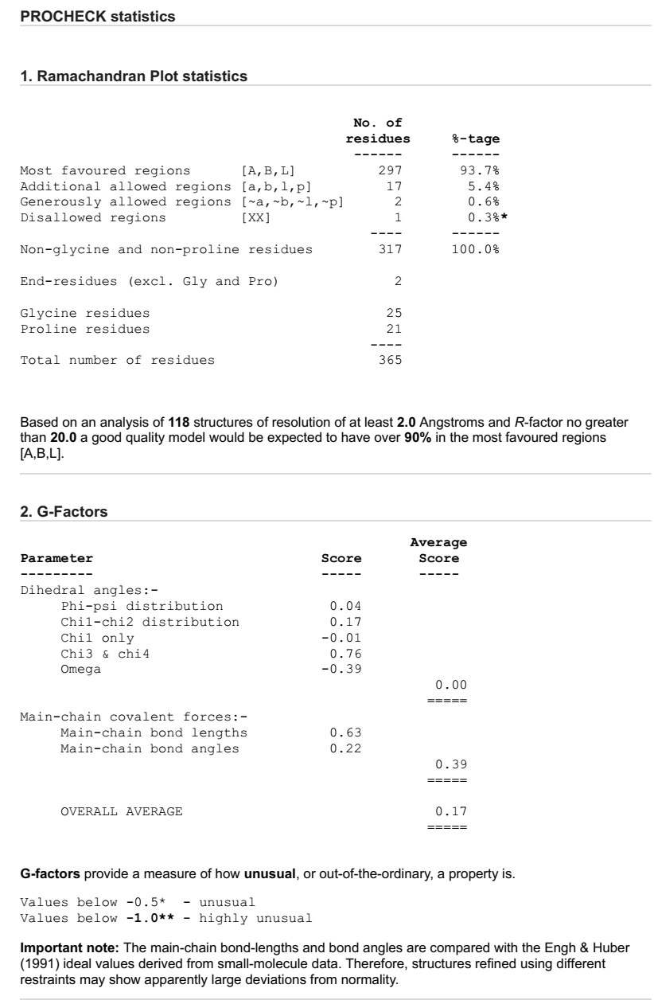 PROCHECK statistics
1. Ramachandran Plot statistics
No. of
residues %-tage
------ ------
Most favoured regions [A,B,L] 297 93.7%
Additional allowed regions [a,b,l,p] 17 5.4%
Generously allowed regions [~a,~b,~l,~p] 2 0.6%
Disallowed regions [XX] 1 0.3%*
---- ------
Non-glycine and non-proline residues 317 100.0%
End-residues (excl. Gly and Pro) 2
Glycine residues 25
Proline residues 21
----
Total number of residues 365
Based on an analysis of 118 structures of resolution of at least 2.0 Angstroms and R-factor no greater
than 20.0 a good quality model would be expected to have over 90% in the most favoured regions
[A,B,L].
2. G-Factors
Average
Parameter Score Score
--------- ----- -----
Dihedral angles:-
Phi-psi distribution 0.04
Chi1-chi2 distribution 0.17
Chi1 only -0.01
Chi3 & chi4 0.76
Omega -0.39
0.00
=====
Main-chain covalent forces:-
Main-chain bond lengths 0.63
Main-chain bond angles 0.22
0.39
=====
OVERALL AVERAGE 0.17
=====
G-factors provide a measure of how unusual, or out-of-the-ordinary, a property is.
Values below -0.5* - unusual
Values below -1.0** - highly unusual
Important note: The main-chain bond-lengths and bond angles are compared with the Engh & Huber
(1991) ideal values derived from small-molecule data. Therefore, structures refined using different
restraints may show apparently large deviations from normality.